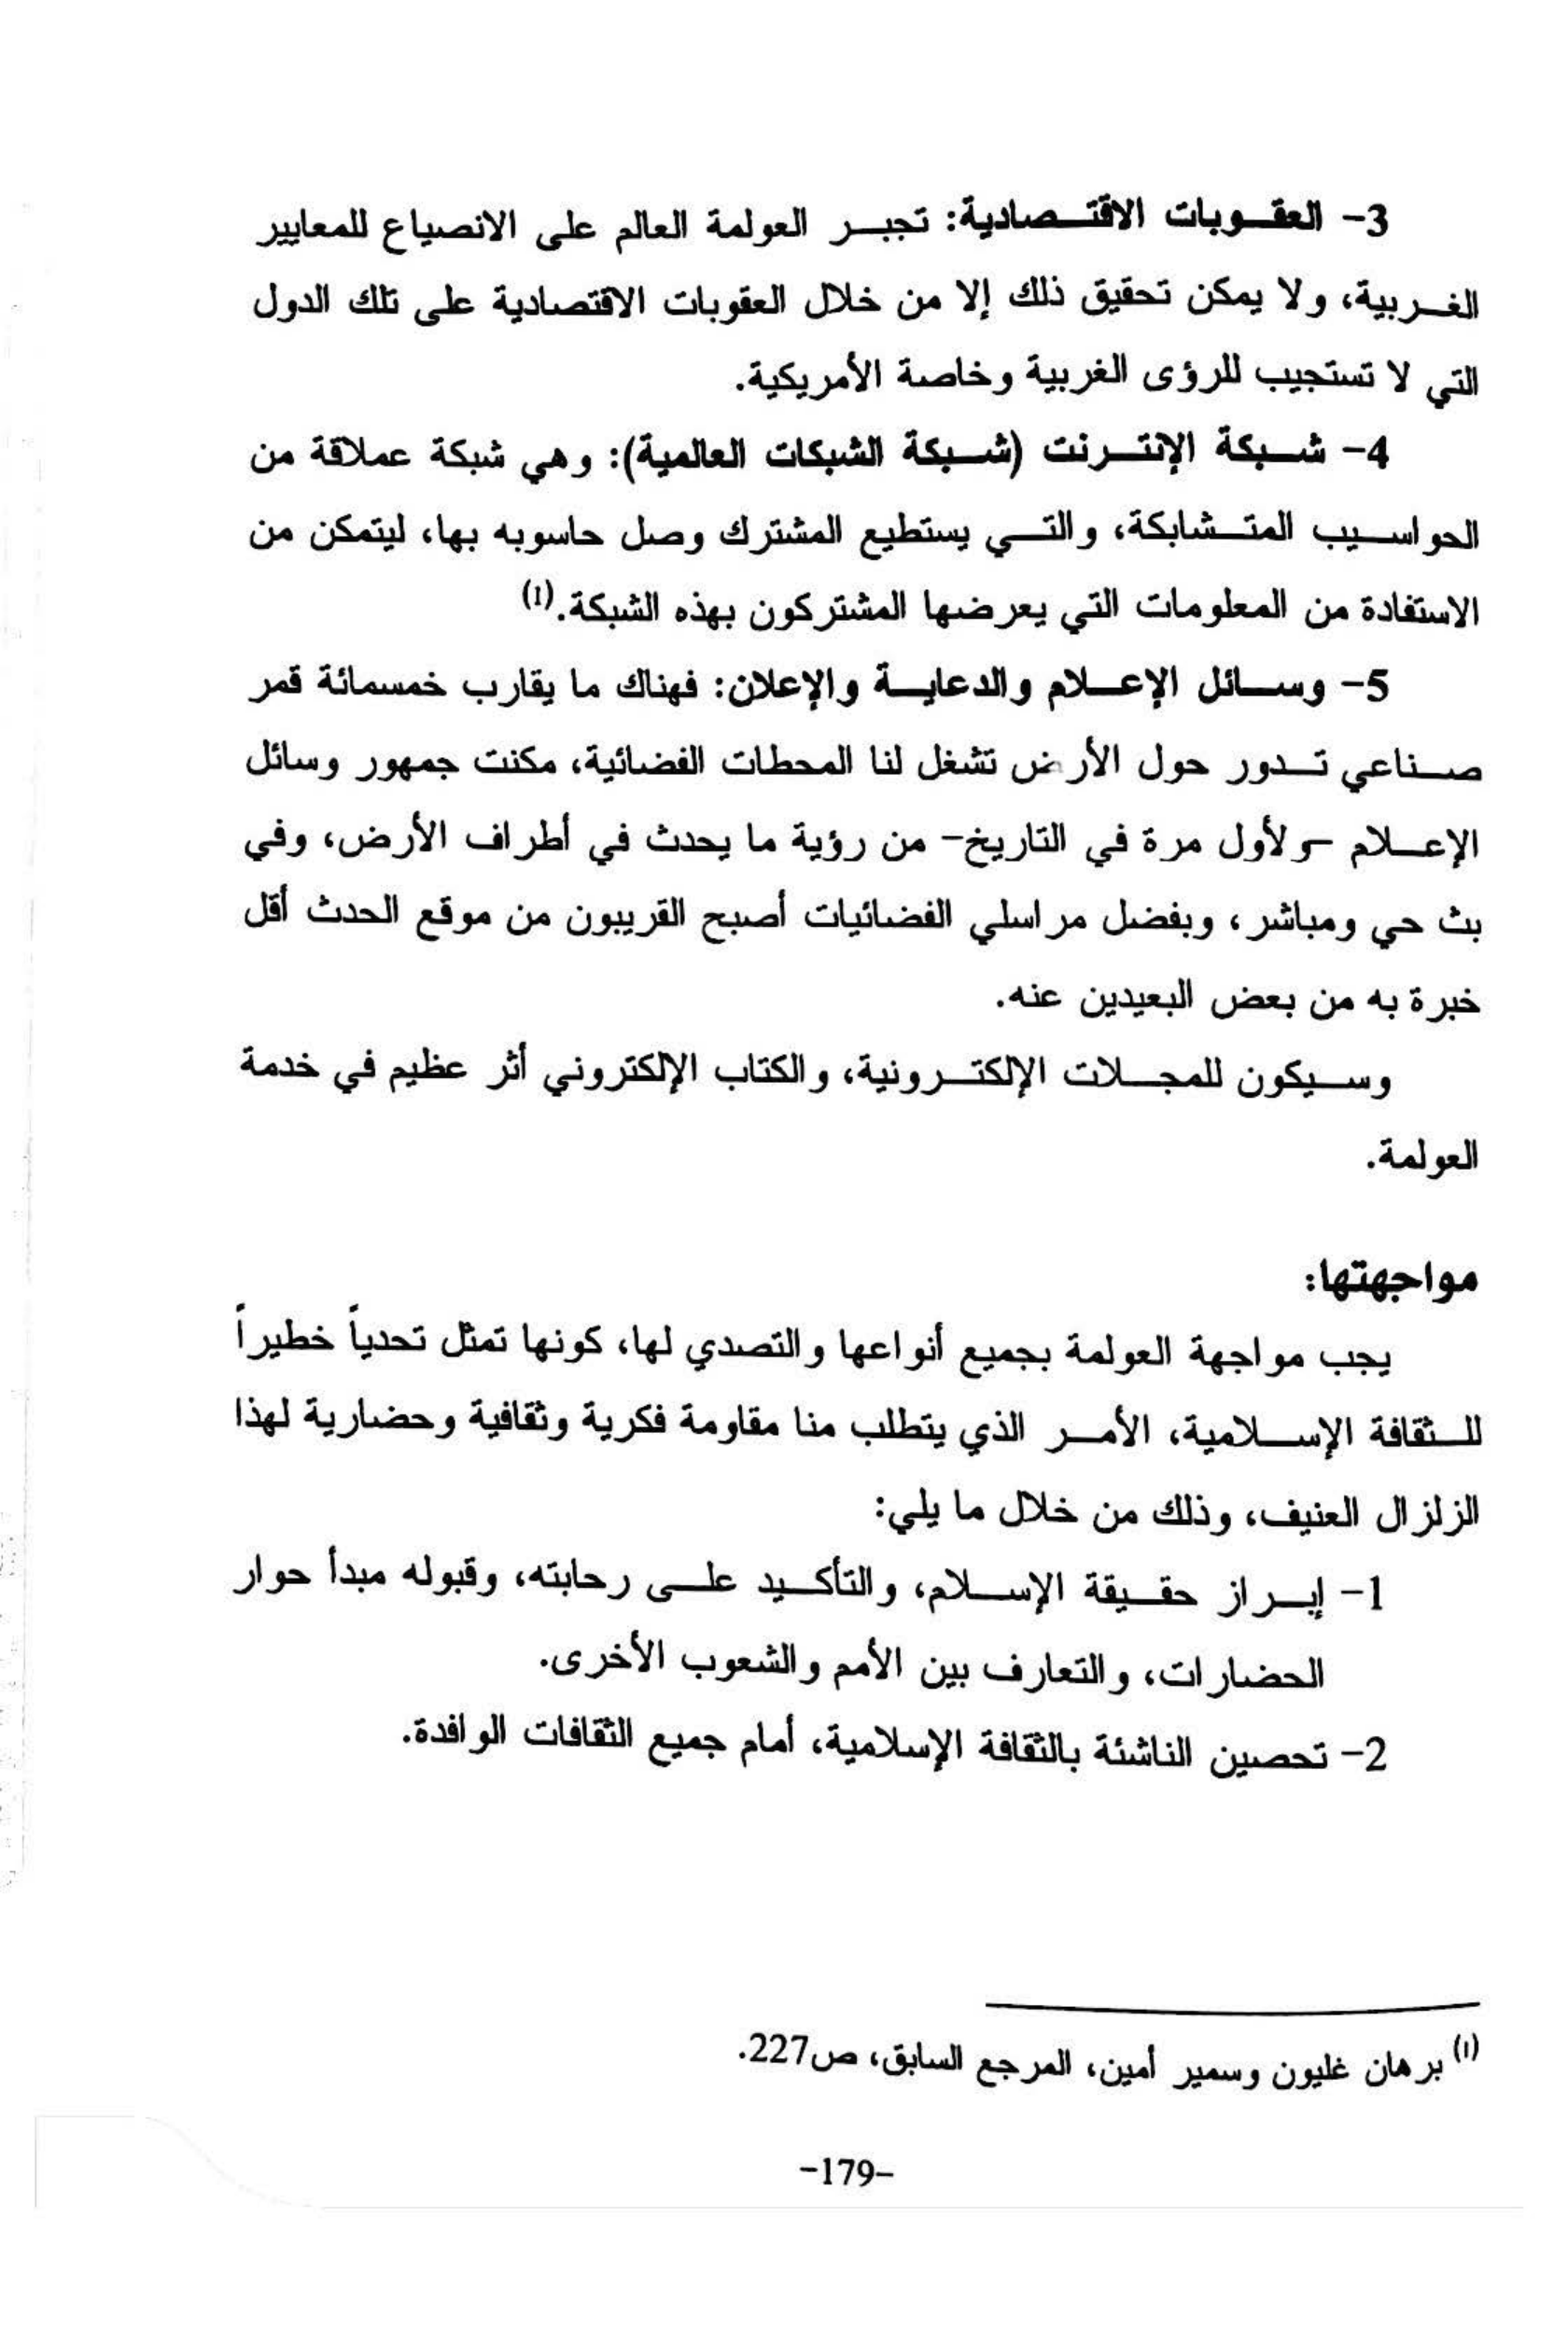 3- العقوبات الاقتصادية: تجبر العولمة العالم على الانصياع للمعايير
الغربية، ولا يمكن تحقيق ذلك إلا من خلال العقوبات الاقتصادية على تلك الدول
التي لا تستجيب للرؤى الغربية وخاصة الأمريكية.
4- شبكة الإنترنت (شبكة الشبكات العالمية): وهي شبكة عملاقة من
الحواسيب المتشابكة، والتي يستطيع المشترك وصل حاسوبه بها، ليتمكن من
الاستفادة من المعلومات التي يعرضها المشتركون بهذه الشبكة.(1)
5- وسائل الإعلام والدعاية والإعلان: فهناك ما يقارب خمسمائة قمر
صناعي تدور حول الأرض تشغل لنا المحطات الفضائية، مكنت جمهور وسائل
الإعلام -ولأول مرة في التاريخ- من رؤية ما يحدث في أطراف الأرض، وفي
بث حي ومباشر، وبفضل مراسلي الفضائيات أصبح القريبون من موقع الحدث أقل
خبرة به من بعض البعيدين عنه.
وسيكون للمجلات الإلكترونية، والكتاب الإلكتروني أثر عظيم في خدمة
العولمة.
مواجهتها:
يجب مواجهة العولمة بجميع أنواعها والتصدي لها، كونها تمثل تحدياً خطيراً
للثقافة الإسلامية، الأمر الذي يتطلب منا مقاومة فكرية وثقافية وحضارية لهذا
الزلزال العنيف، وذلك من خلال ما يلي:
1- إبراز حقيقة الإسلام، والتأكيد على رحابته، وقبوله مبدأ حوار
الحضارات، والتعارف بين الأمم والشعوب الأخرى.
2- تحصين الناشئة بالثقافة الإسلامية، أمام جميع الثقافات الوافدة.
(1) برهان غليون وسمير أمين، المرجع السابق، ص227.
-179-